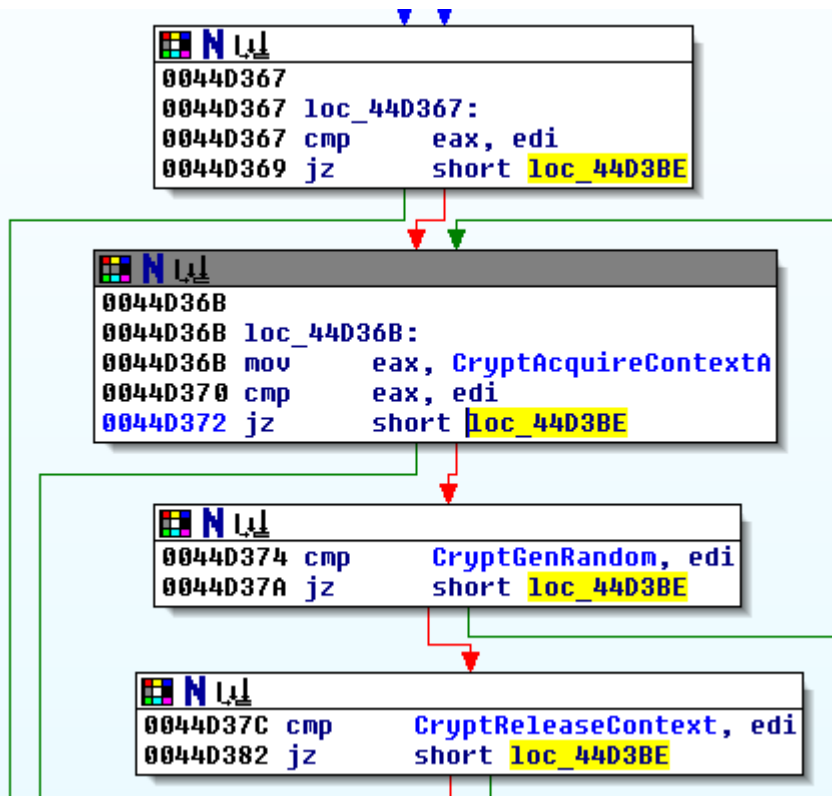 0044D367
0044D367 loc_44D367:
0044D367 cmp eax, edi
0044D369 jz short loc_44D3BE
0044D36B
0044D36B loc_44D36B:
0044D36B mov eax, CryptAcquireContextA
0044D370 cmp eax, edi
0044D372 jz short loc_44D3BE
0044D374 cmp CryptGenRandom, edi
0044D37A jz short loc_44D3BE
0044D37C cmp CryptReleaseContext, edi
0044D382 jz short loc_44D3BE